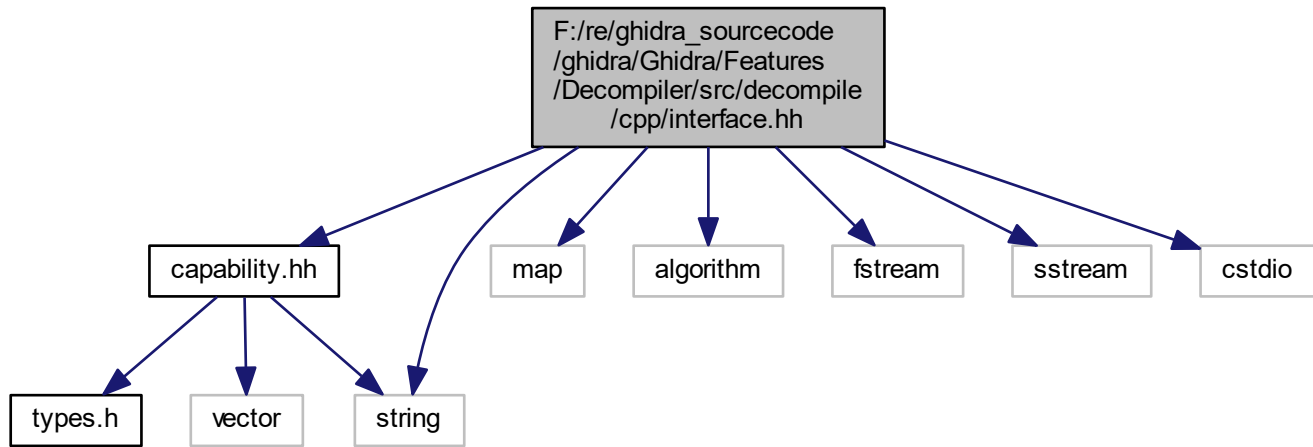 F:/re/ghidra_sourcecode
/ghidra/Ghidra/Features
/Decompiler/src/decompile
/cpp/interface.hh
capability.hh
map
algorithm
fstream
sstream
cstdio
types.h
vector
string